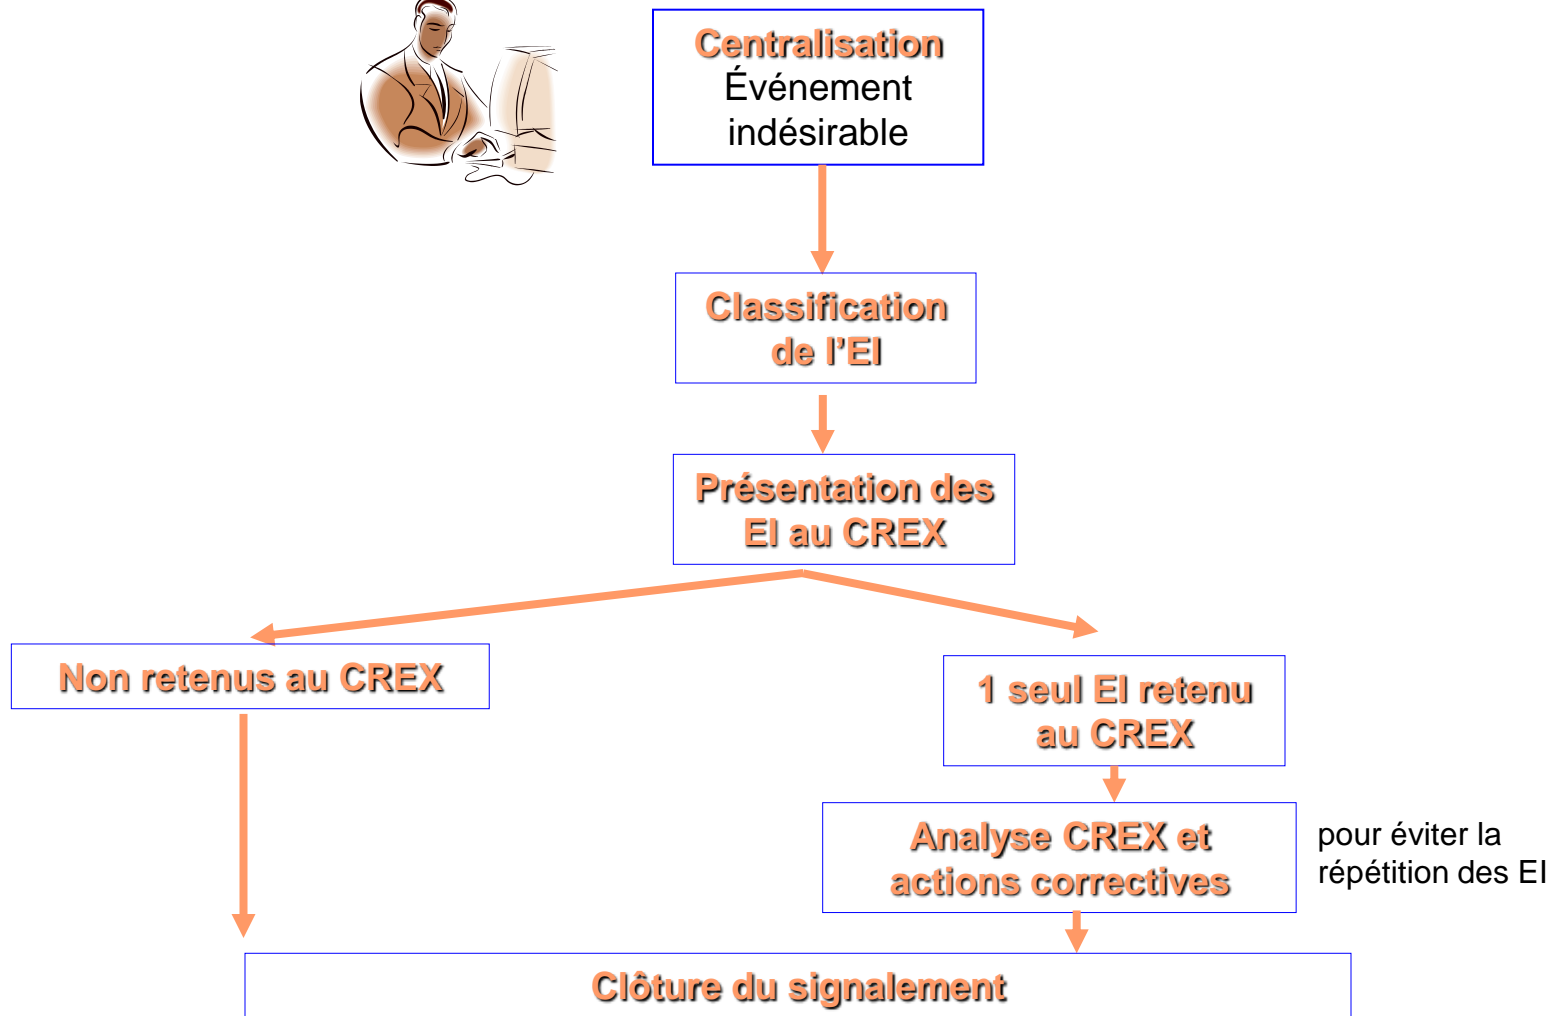 Centralisation
Événement
indésirable
Classification
de l’EI
Présentation des
EI au CREX
Non retenus au CREX
1 seul EI retenu
au CREX
Analyse CREX et
actions correctives
pour éviter la
répétition des EI
Clôture du signalement